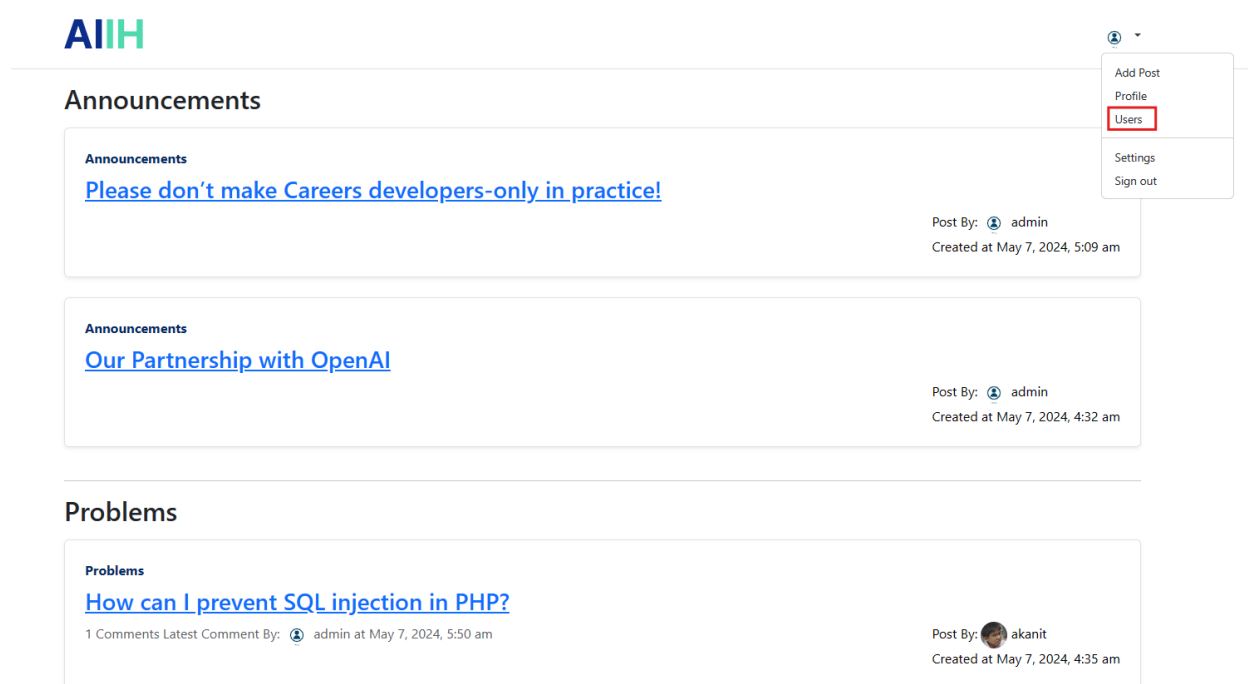 AIIH
Add Post
Profile
Users
Settings
Sign out
Announcements
Announcements
Please don’t make Careers developers-only in practice!
Post By: admin
Created at May 7, 2024, 5:09 am
Announcements
Our Partnership with OpenAI
Post By: admin
Created at May 7, 2024, 4:32 am
Problems
Problems
How can I prevent SQL injection in PHP?
1 Comments Latest Comment By: admin at May 7, 2024, 5:50 am
Post By: akanit
Created at May 7, 2024, 4:35 am